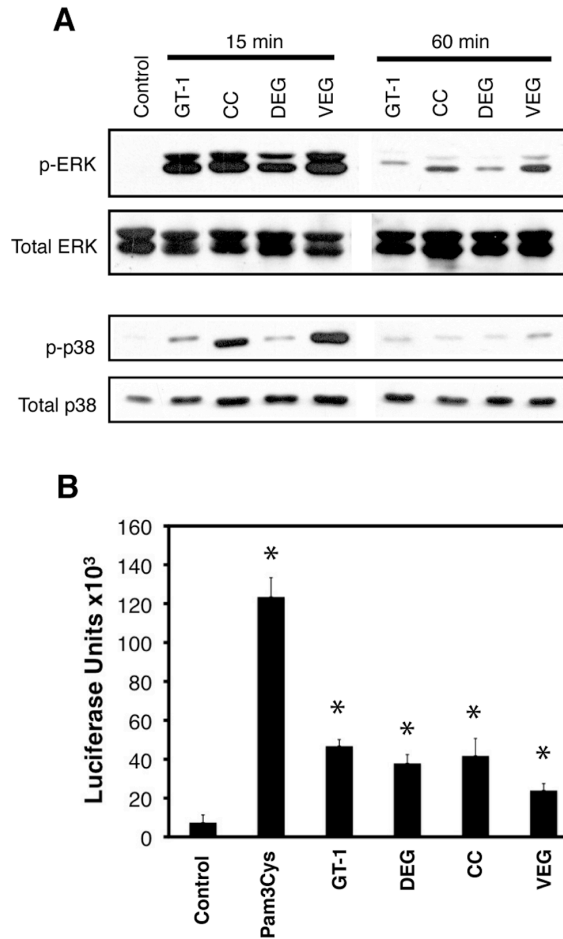 A
15 min
60 min
Control
GT-1
CC
DEG
VEG
GT-1
CC
DEG
VEG
p-ERK
Total ERK
p-p38
Total p38
B
Luciferase Units x10³
160
140
120
100
80
60
40
20
0
*
*
*
*
*
Control
Pam3Cys
GT-1
DEG
CC
VEG